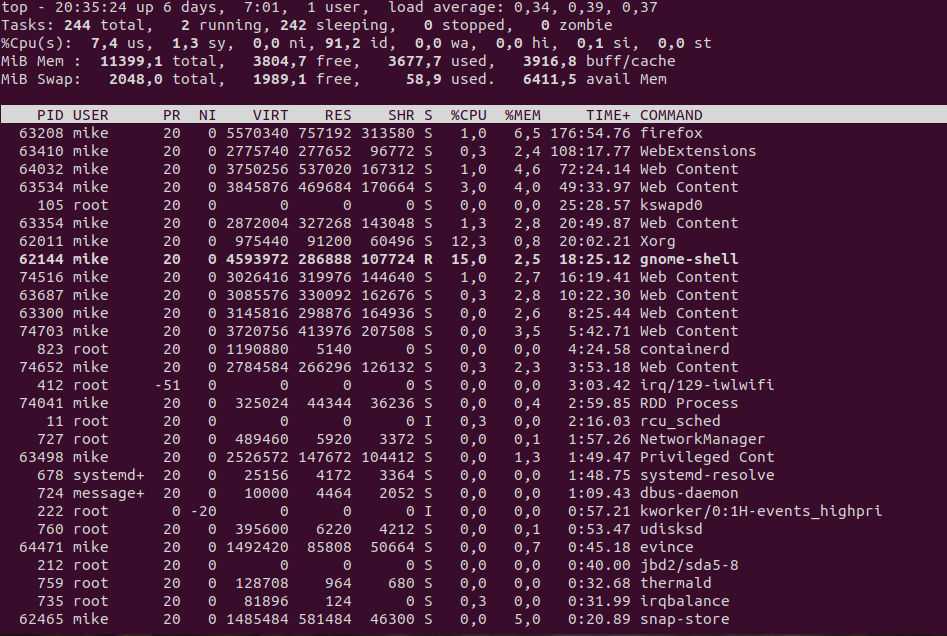 top - 20:35:24 up 6 days,  7:01,  1 user,  load average: 0,34, 0,39, 0,37
Tasks: 244 total,   2 running, 242 sleeping,   0 stopped,   0 zombie
%Cpu(s):  7,4 us,  1,3 sy,  0,0 ni, 91,2 id,  0,0 wa,  0,0 hi,  0,1 si,  0,0 st
MiB Mem :  11399,1 total,   3804,7 free,   3677,7 used,   3916,8 buff/cache
MiB Swap:   2048,0 total,   1989,1 free,     58,9 used.   6411,5 avail Mem
PID USER      PR  NI    VIRT    RES    SHR S  %CPU  %MEM     TIME+ COMMAND
63208 mike      20   0 5570340 757192 313580 S   1,0   6,5 176:54.76 firefox
63410 mike      20   0 2775740 277652  96772 S   0,3   2,4 108:17.77 WebExtensions
64032 mike      20   0 3750256 537020 167312 S   1,0   4,6  72:24.14 Web Content
63534 mike      20   0 3845876 469684 170664 S   3,0   4,0  49:33.97 Web Content
105 root      20   0       0      0      0 S   0,0   0,0  25:28.57 kswapd0
63354 mike      20   0 2872004 327268 143048 S   1,3   2,8  20:49.87 Web Content
62011 mike      20   0  975440  91200  60496 S  12,3   0,8  20:02.21 Xorg
62144 mike      20   0 4593972 286888 107724 R  15,0   2,5  18:25.12 gnome-shell
74516 mike      20   0 3026416 319976 144640 S   1,0   2,7  16:19.41 Web Content
63687 mike      20   0 3085576 330092 162676 S   0,3   2,8  10:22.30 Web Content
63300 mike      20   0 3145816 298876 164936 S   0,0   2,6   8:25.44 Web Content
74703 mike      20   0 3720756 413976 207508 S   0,0   3,5   5:42.71 Web Content
823 root      20   0 1190880   5140      0 S   0,0   0,0   4:24.58 containerd
74652 mike      20   0 2784584 266296 126132 S   0,3   2,3   3:53.18 Web Content
412 root     -51   0       0      0      0 S   0,0   0,0   3:03.42 irq/129-iwlwifi
74041 mike      20   0  325024  44344  36236 S   0,0   0,4   2:59.85 RDD Process
11 root      20   0       0      0      0 I   0,3   0,0   2:16.03 rcu_sched
727 root      20   0  489460   5920   3372 S   0,0   0,1   1:57.26 NetworkManager
63498 mike      20   0 2526572 147672 104412 S   0,0   1,3   1:49.47 Privileged Cont
678 systemd+  20   0   25156   4172   3364 S   0,0   0,0   1:48.75 systemd-resolve
724 message+  20   0   10000   4464   2052 S   0,0   0,0   1:09.43 dbus-daemon
222 root       0 -20       0      0      0 I   0,0   0,0   0:57.21 kworker/0:1H-events_highpri
760 root      20   0  395600   6220   4212 S   0,0   0,1   0:53.47 udisksd
64471 mike      20   0 1492420  85808  50664 S   0,0   0,7   0:45.18 evince
212 root      20   0       0      0      0 S   0,0   0,0   0:40.00 jbd2/sda5-8
759 root      20   0  128708    964    680 S   0,0   0,0   0:32.68 thermald
735 root      20   0   81896    124      0 S   0,3   0,0   0:31.99 irqbalance
62465 mike      20   0 1485484 581484  46300 S   0,0   5,0   0:20.89 snap-store